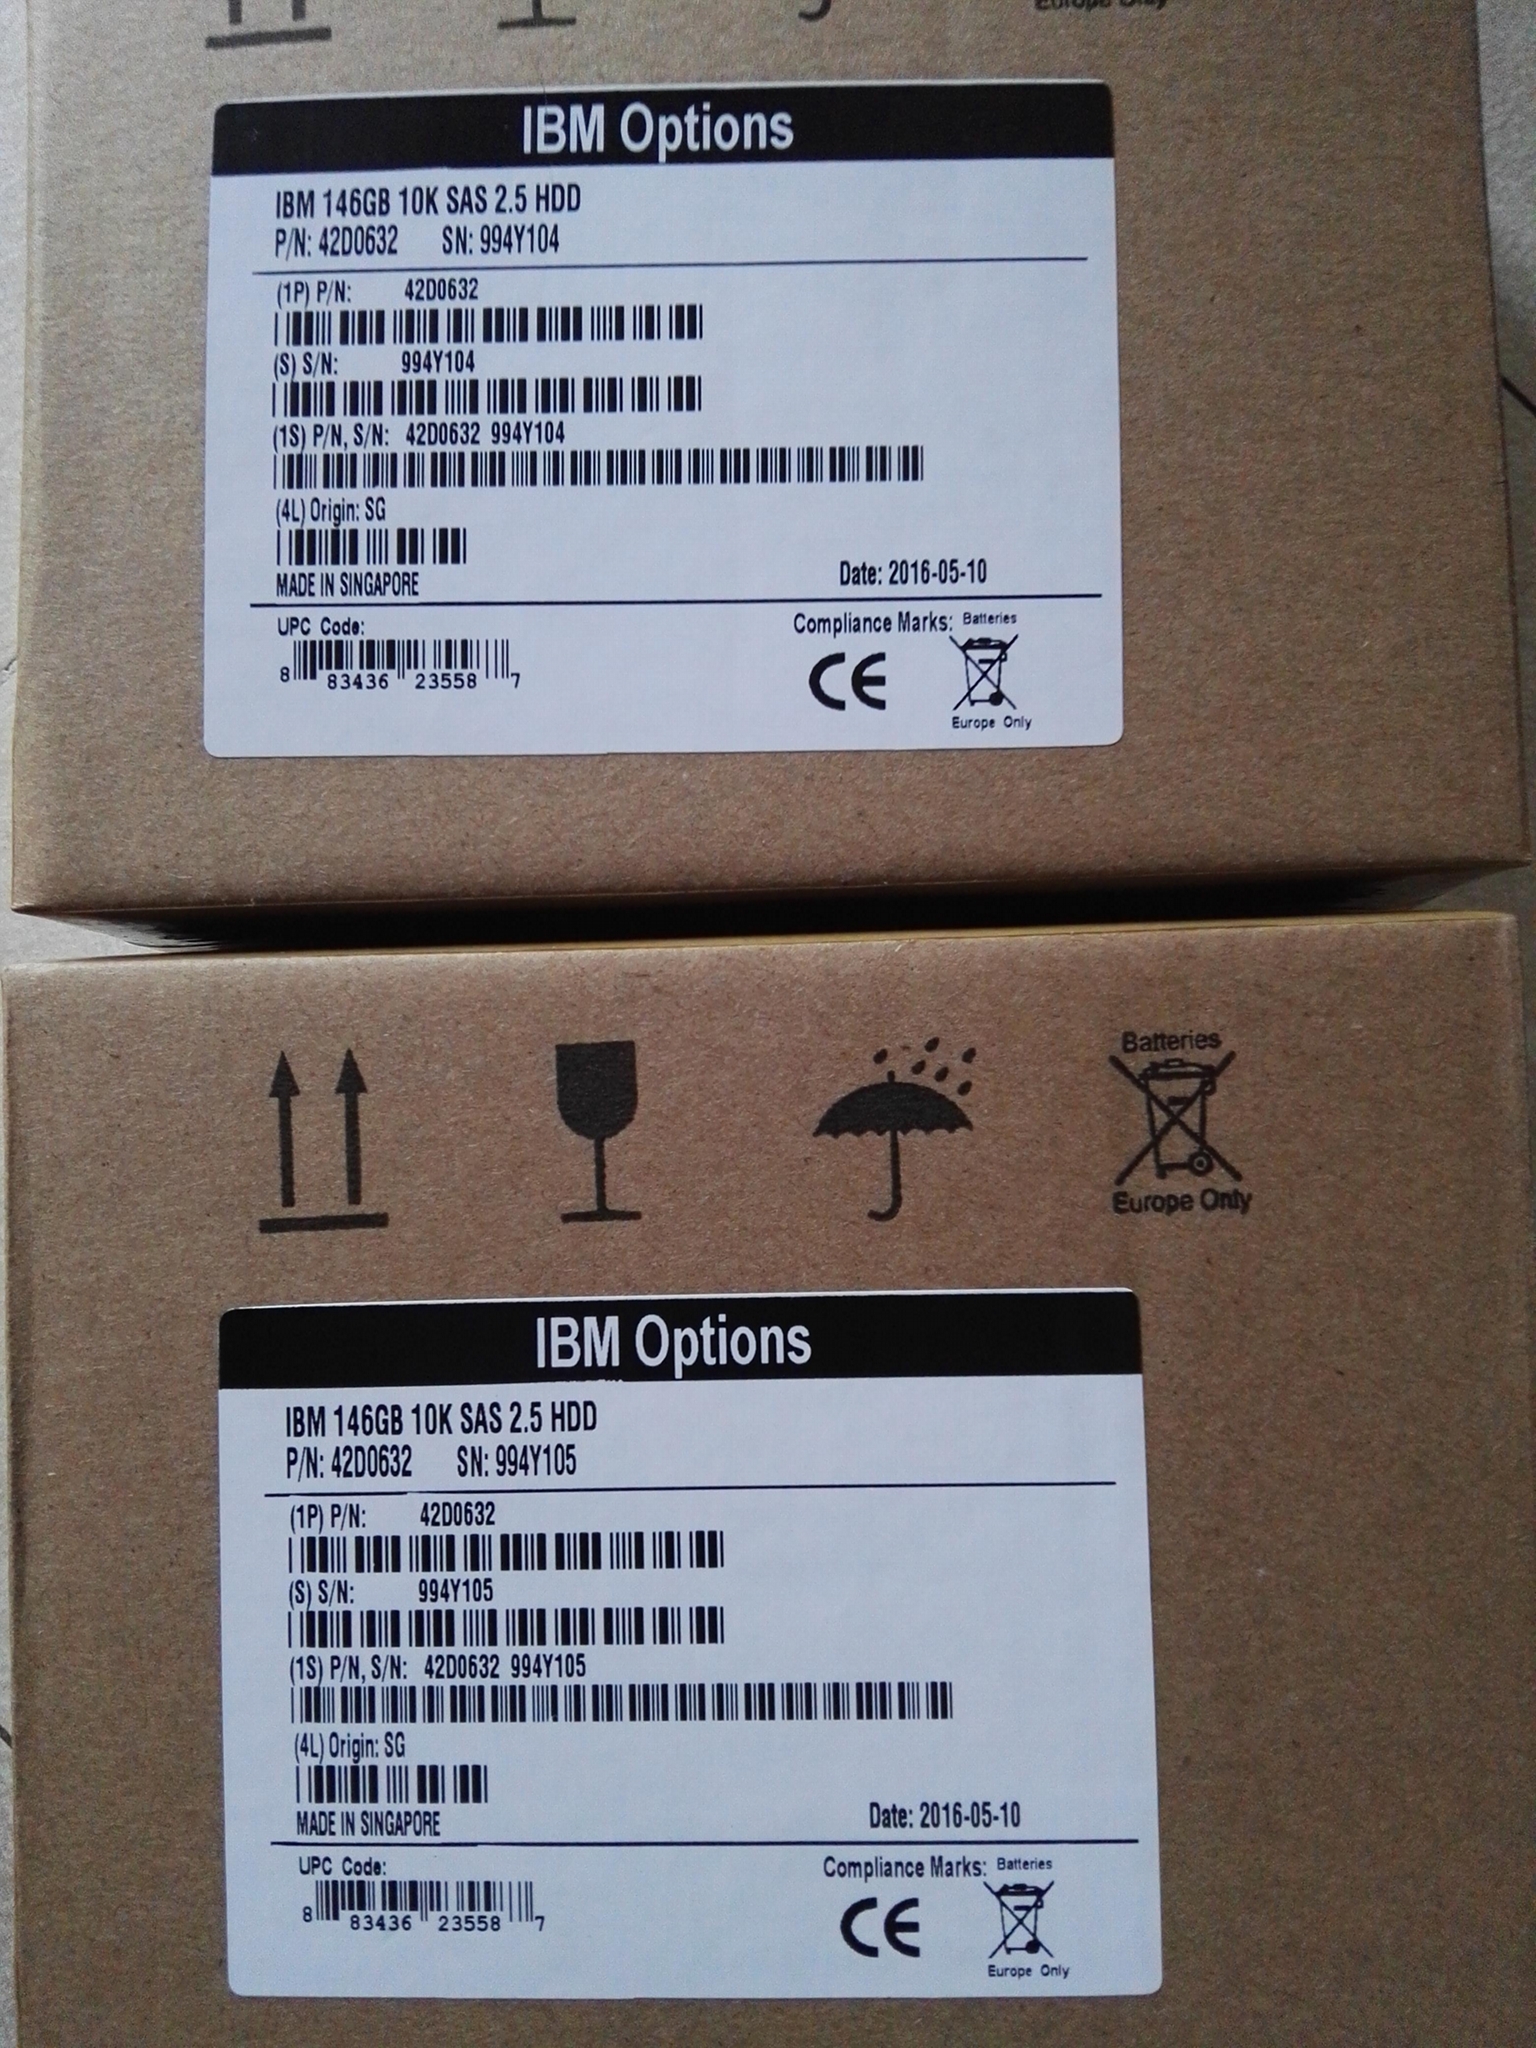 Europe Only
IBM Options
IBM 146GB 10K SAS 2.5 HDD
P/N: 42D0632 SN: 994Y104
(1P) P/N: 42D0632
(S) S/N: 994Y104
(1S) P/N, S/N: 42D0632 994Y104
(4L) Origin: SG
MADE IN SINGAPORE
Date: 2016-05-10
UPC Code:
8 83436 23558 7
Compliance Marks: Batteries
CE
Europe Only
Batteries
Europe Only
IBM Options
IBM 146GB 10K SAS 2.5 HDD
P/N: 42D0632 SN: 994Y105
(1P) P/N: 42D0632
(S) S/N: 994Y105
(1S) P/N, S/N: 42D0632 994Y105
(4L) Origin: SG
MADE IN SINGAPORE
Date: 2016-05-10
UPC Code:
8 83436 23558 7
Compliance Marks: Batteries
CE
Europe Only